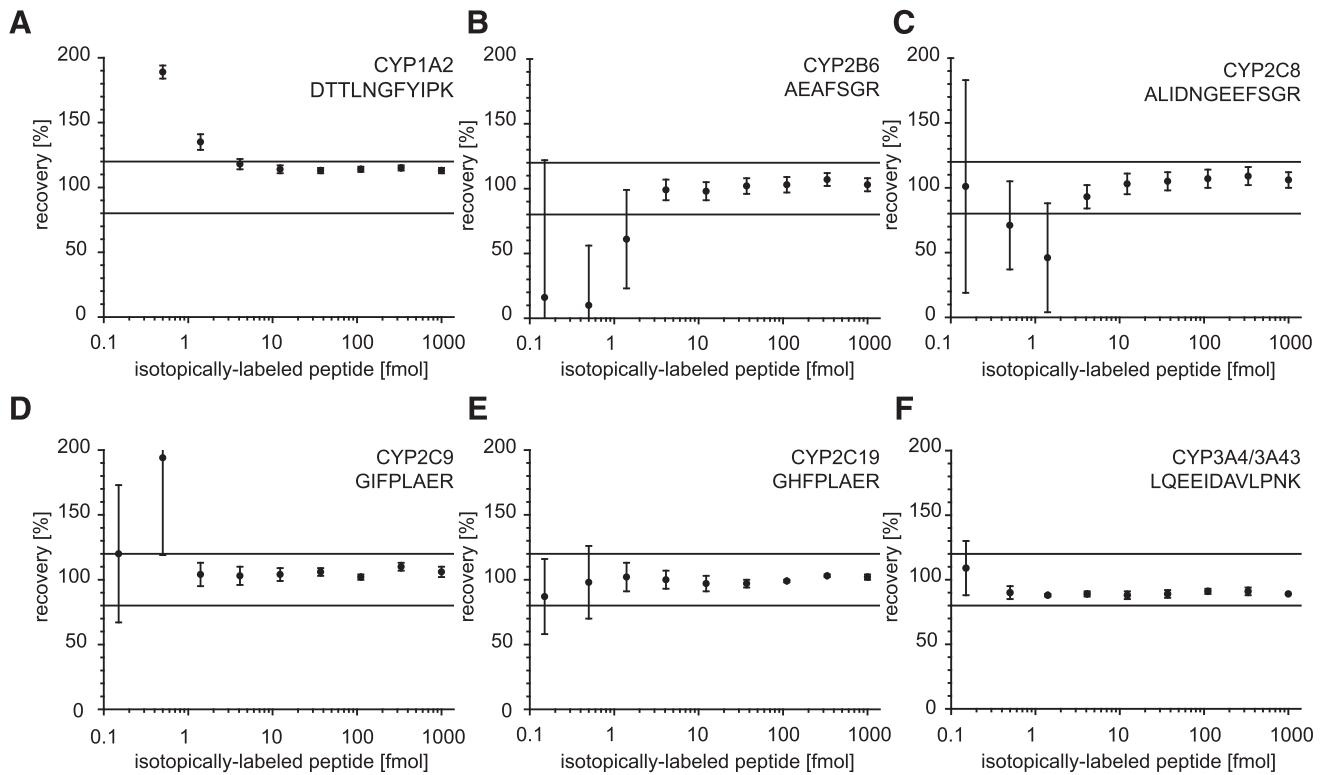 A
CYP1A2
DTTLNGFYIPK
recovery [%]
200
150
100
50
0
0.1 1 10 100 1000
isotopically-labeled peptide [fmol]
B
CYP2B6
AEAFSGR
recovery [%]
200
150
100
50
0
0.1 1 10 100 1000
isotopically-labeled peptide [fmol]
C
CYP2C8
ALIDNGEEFSGR
recovery [%]
200
150
100
50
0
0.1 1 10 100 1000
isotopically-labeled peptide [fmol]
D
CYP2C9
GIFPLAER
recovery [%]
200
150
100
50
0
0.1 1 10 100 1000
isotopically-labeled peptide [fmol]
E
CYP2C19
GHFPLAER
recovery [%]
200
150
100
50
0
0.1 1 10 100 1000
isotopically-labeled peptide [fmol]
F
CYP3A4/3A43
LQEEIDAVLPNK
recovery [%]
200
150
100
50
0
0.1 1 10 100 1000
isotopically-labeled peptide [fmol]